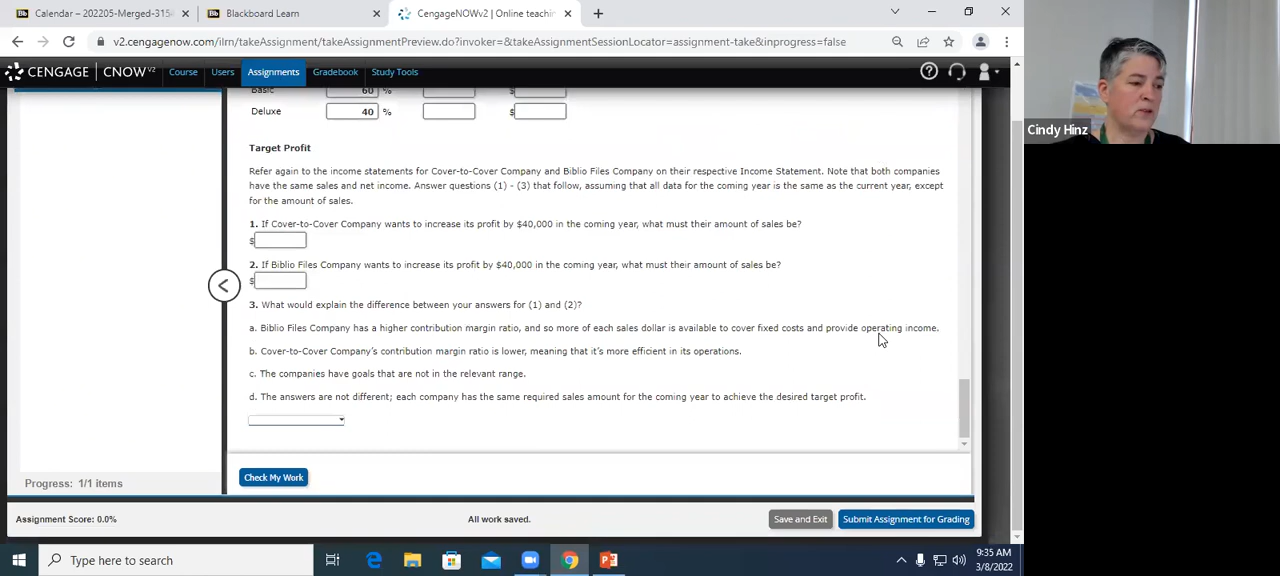 Calendar – 202205-Merged-315
Blackboard Learn
CengageNOWv2 | Online teachin
v2.cengagenow.com/ilrn/takeAssignment/takeAssignmentPreview.do?invoker=&takeAssignmentSessionLocator=assignment-take&inprogress=false
CENGAGE | CNOWv2 Course Users Assignments Gradebook Study Tools
Cindy Hinz
Basic 60 % $
Deluxe 40 % $
Target Profit
Refer again to the income statements for Cover-to-Cover Company and Biblio Files Company on their respective Income Statement. Note that both companies
have the same sales and net income. Answer questions (1) - (3) that follow, assuming that all data for the coming year is the same as the current year, except
for the amount of sales.
1. If Cover-to-Cover Company wants to increase its profit by $40,000 in the coming year, what must their amount of sales be?
$
2. If Biblio Files Company wants to increase its profit by $40,000 in the coming year, what must their amount of sales be?
$
3. What would explain the difference between your answers for (1) and (2)?
a. Biblio Files Company has a higher contribution margin ratio, and so more of each sales dollar is available to cover fixed costs and provide operating income.
b. Cover-to-Cover Company's contribution margin ratio is lower, meaning that it's more efficient in its operations.
c. The companies have goals that are not in the relevant range.
d. The answers are not different; each company has the same required sales amount for the coming year to achieve the desired target profit.
Check My Work
Progress: 1/1 items
Assignment Score: 0.0%
All work saved.
Save and Exit
Submit Assignment for Grading
Type here to search
9:35 AM
3/8/2022